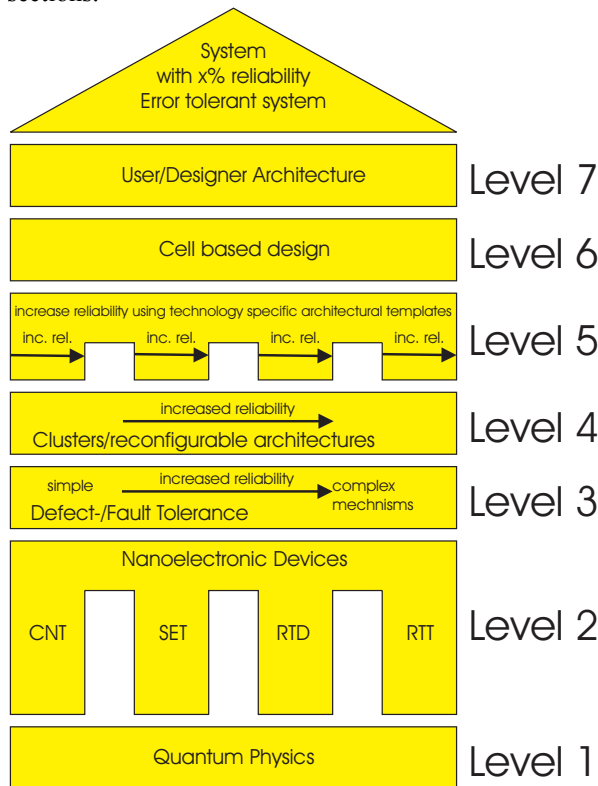 sections.
System
with x% reliability
Error tolerant system
User/Designer Architecture
Level 7
Cell based design
Level 6
increase reliability using technology specific architectural templates
inc. rel. inc. rel. inc. rel. inc. rel.
Level 5
increased reliability
Clusters/reconfigurable architectures
Level 4
simple increased reliability complex
mechnisms
Defect-/Fault Tolerance
Level 3
Nanoelectronic Devices
CNT SET RTD RTT
Level 2
Quantum Physics
Level 1